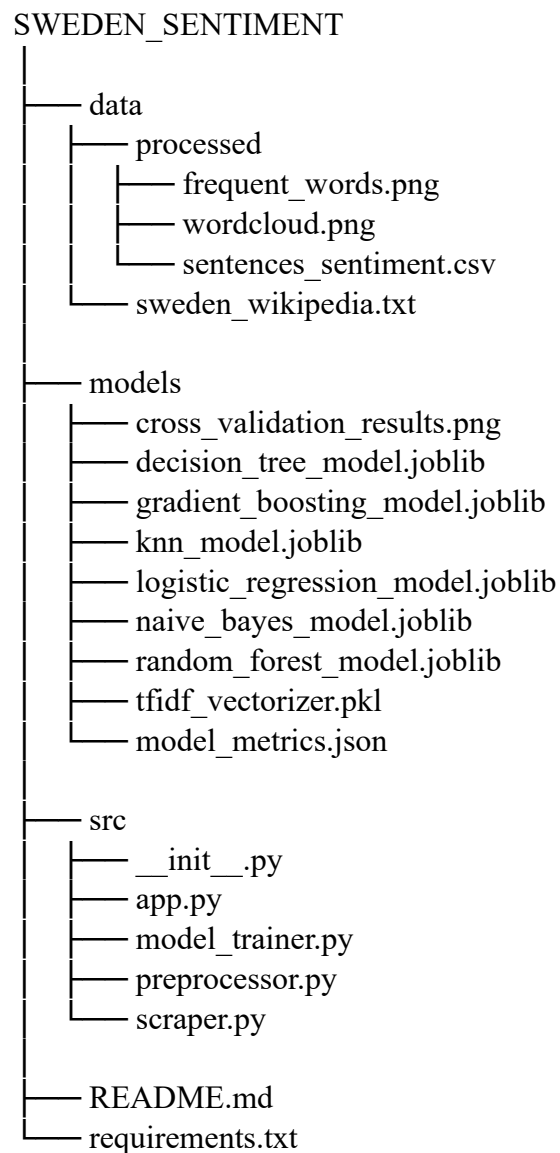 SWEDEN_SENTIMENT
data
processed
frequent_words.png
wordcloud.png
sentences_sentiment.csv
sweden_wikipedia.txt
models
cross_validation_results.png
decision_tree_model.joblib
gradient_boosting_model.joblib
knn_model.joblib
logistic_regression_model.joblib
naive_bayes_model.joblib
random_forest_model.joblib
tfidf_vectorizer.pkl
model_metrics.json
src
__init__.py
app.py
model_trainer.py
preprocessor.py
scraper.py
README.md
requirements.txt